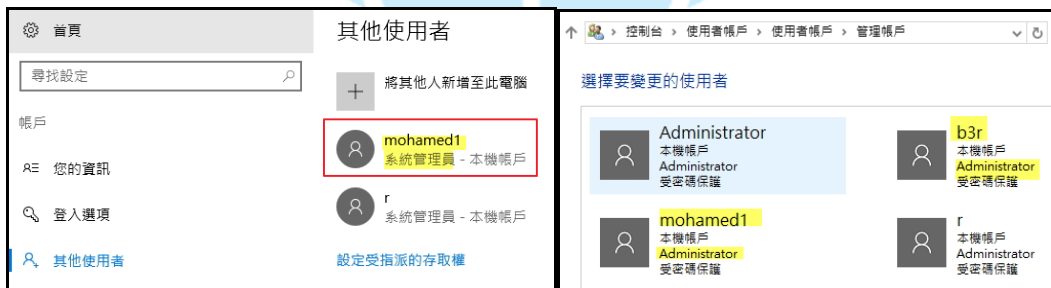 首頁
尋找設定
帳戶
您的資訊
登入選項
其他使用者
其他使用者
將其他人新增至此電腦
mohamed1
系統管理員 - 本機帳戶
r
系統管理員 - 本機帳戶
設定受指派的存取權
控制台 › 使用者帳戶 › 使用者帳戶 › 管理帳戶
選擇要變更的使用者
Administrator
本機帳戶
Administrator
受密碼保護
b3r
本機帳戶
Administrator
受密碼保護
mohamed1
本機帳戶
Administrator
受密碼保護
r
本機帳戶
Administrator
受密碼保護